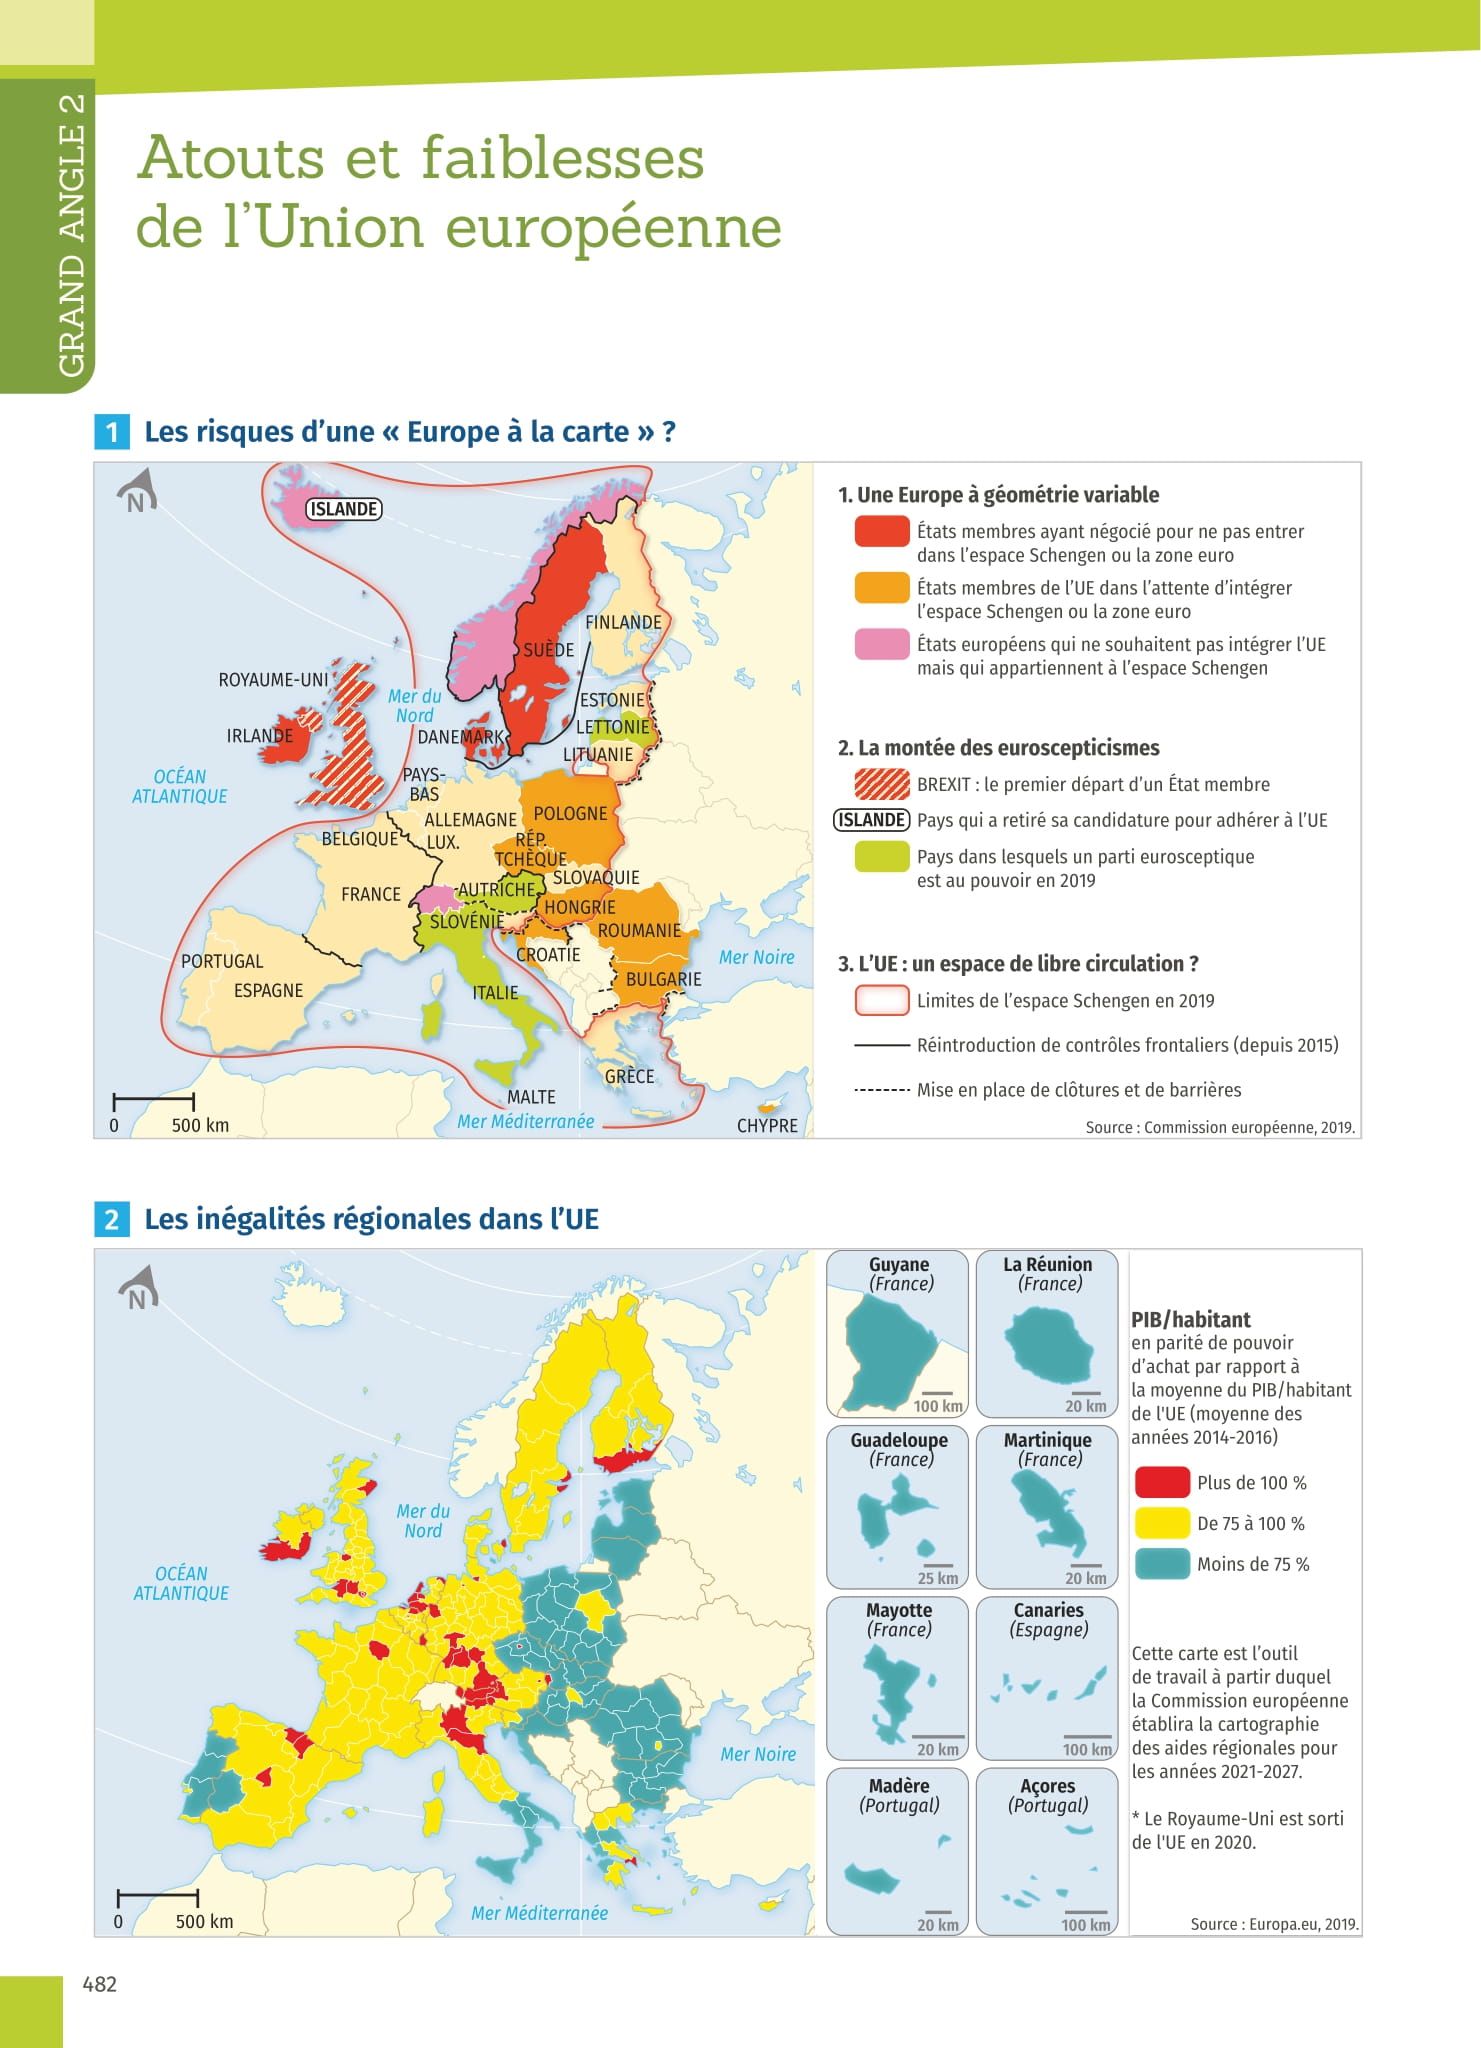 GRAND ANGLE 2
Atouts et faiblesses
de l’Union européenne
1 Les risques d’une « Europe à la carte » ?
N
ISLANDE
FINLANDE
SUÈDE
ROYAUME-UNI
Mer du
Nord
ESTONIE
IRLANDE
DANEMARK
LETTONIE
LITUANIE
OCÉAN
ATLANTIQUE
PAYS-
BAS
POLOGNE
ALLEMAGNE
BELGIQUE
LUX.
RÉP.
TCHÈQUE
SLOVAQUIE
FRANCE
AUTRICHE
HONGRIE
SLOVÉNIE
ROUMANIE
CROATIE
Mer Noire
PORTUGAL
ESPAGNE
ITALIE
BULGARIE
GRÈCE
MALTE
Mer Méditerranée
CHYPRE
0 500 km
1. Une Europe à géométrie variable
États membres ayant négocié pour ne pas entrer
dans l’espace Schengen ou la zone euro
États membres de l’UE dans l’attente d’intégrer
l’espace Schengen ou la zone euro
États européens qui ne souhaitent pas intégrer l’UE
mais qui appartiennent à l’espace Schengen
2. La montée des euroscepticismes
BREXIT : le premier départ d’un État membre
ISLANDE Pays qui a retiré sa candidature pour adhérer à l’UE
Pays dans lesquels un parti eurosceptique
est au pouvoir en 2019
3. L’UE : un espace de libre circulation ?
Limites de l’espace Schengen en 2019
Réintroduction de contrôles frontaliers (depuis 2015)
Mise en place de clôtures et de barrières
Source : Commission européenne, 2019.
2 Les inégalités régionales dans l’UE
N
Mer du
Nord
OCÉAN
ATLANTIQUE
Mer Noire
Mer Méditerranée
0 500 km
Guyane
(France)
100 km
La Réunion
(France)
20 km
Guadeloupe
(France)
25 km
Martinique
(France)
20 km
Mayotte
(France)
20 km
Canaries
(Espagne)
100 km
Madère
(Portugal)
20 km
Açores
(Portugal)
100 km
PIB/habitant
en parité de pouvoir
d’achat par rapport à
la moyenne du PIB/habitant
de l'UE (moyenne des
années 2014-2016)
Plus de 100 %
De 75 à 100 %
Moins de 75 %
Cette carte est l’outil
de travail à partir duquel
la Commission européenne
établira la cartographie
des aides régionales pour
les années 2021-2027.
* Le Royaume-Uni est sorti
de l'UE en 2020.
Source : Europa.eu, 2019.
482